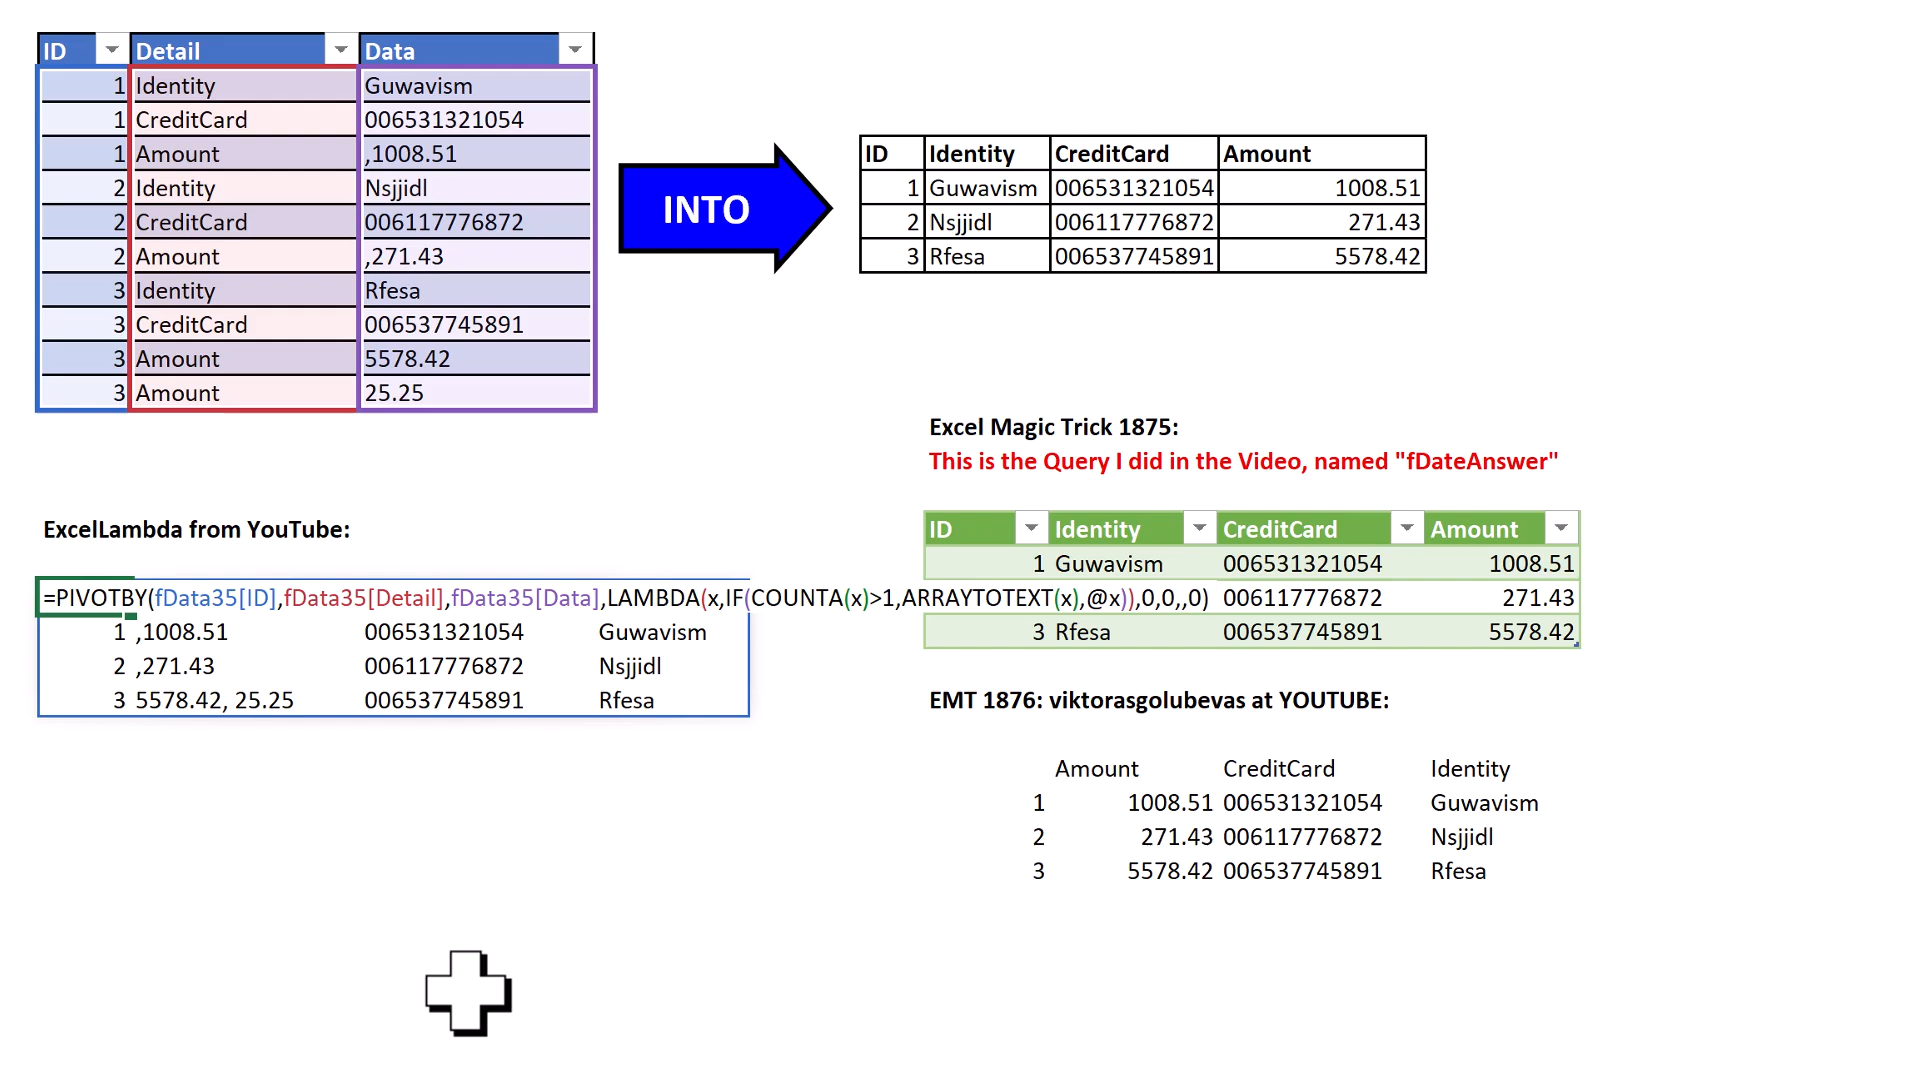 ID Detail Data
1 Identity Guwavism
1 CreditCard 006531321054
1 Amount ,1008.51
2 Identity Nsjjidl
2 CreditCard 006117776872
2 Amount ,271.43
3 Identity Rfesa
3 CreditCard 006537745891
3 Amount 5578.42
3 Amount 25.25
INTO
ID Identity CreditCard Amount
1 Guwavism 006531321054 1008.51
2 Nsjjidl 006117776872 271.43
3 Rfesa 006537745891 5578.42
Excel Magic Trick 1875:
This is the Query I did in the Video, named "fDateAnswer"
ExcelLambda from YouTube:
=PIVOTBY(fData35[ID],fData35[Detail],fData35[Data],LAMBDA(x,IF(COUNTA(x)>1,ARRAYTOTEXT(x),@x)),0,0,,0)
1 ,1008.51 006531321054 Guwavism
2 ,271.43 006117776872 Nsjjidl
3 5578.42, 25.25 006537745891 Rfesa
ID Identity CreditCard Amount
1 Guwavism 006531321054 1008.51
006117776872 271.43
3 Rfesa 006537745891 5578.42
EMT 1876: viktorasgolubevas at YOUTUBE:
Amount CreditCard Identity
1 1008.51 006531321054 Guwavism
2 271.43 006117776872 Nsjjidl
3 5578.42 006537745891 Rfesa